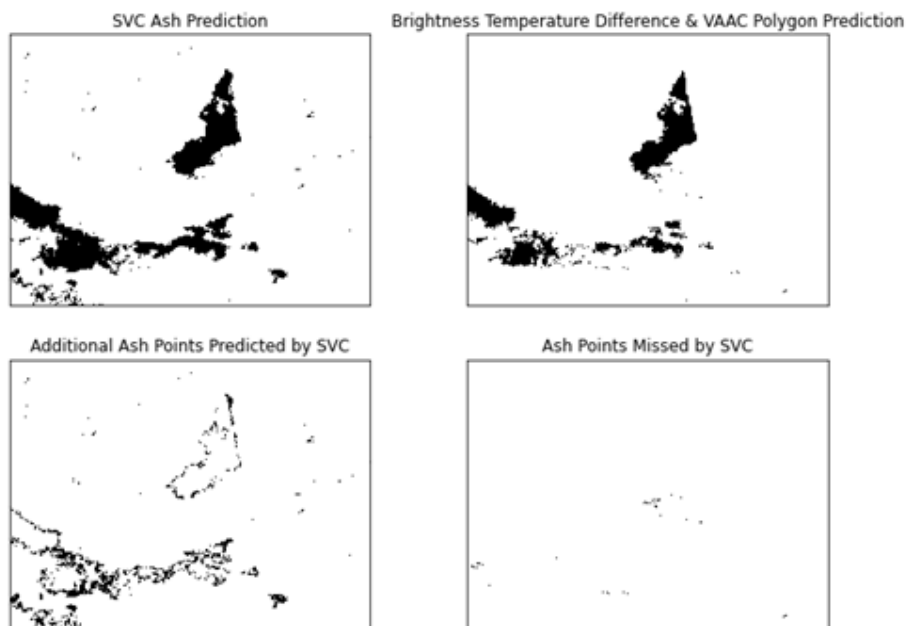 SVC Ash Prediction
Brightness Temperature Difference & VAAC Polygon Prediction
Additional Ash Points Predicted by SVC
Ash Points Missed by SVC